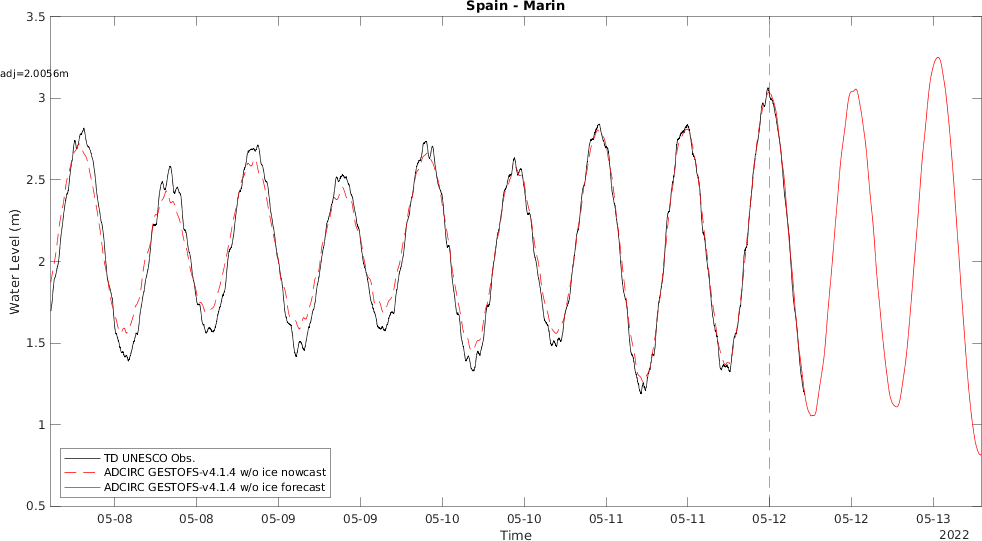 Spain - Marin
adj=2.0056m
3.5
3
2.5
2
1.5
1
0.5
Water Level (m)
TD UNESCO Obs.
ADCIRC GESTOFS-v4.1.4 w/o ice nowcast
ADCIRC GESTOFS-v4.1.4 w/o ice forecast
05-08 05-08 05-09 05-09 05-10 05-10 05-11 05-11 05-12 05-12 05-13
Time
2022